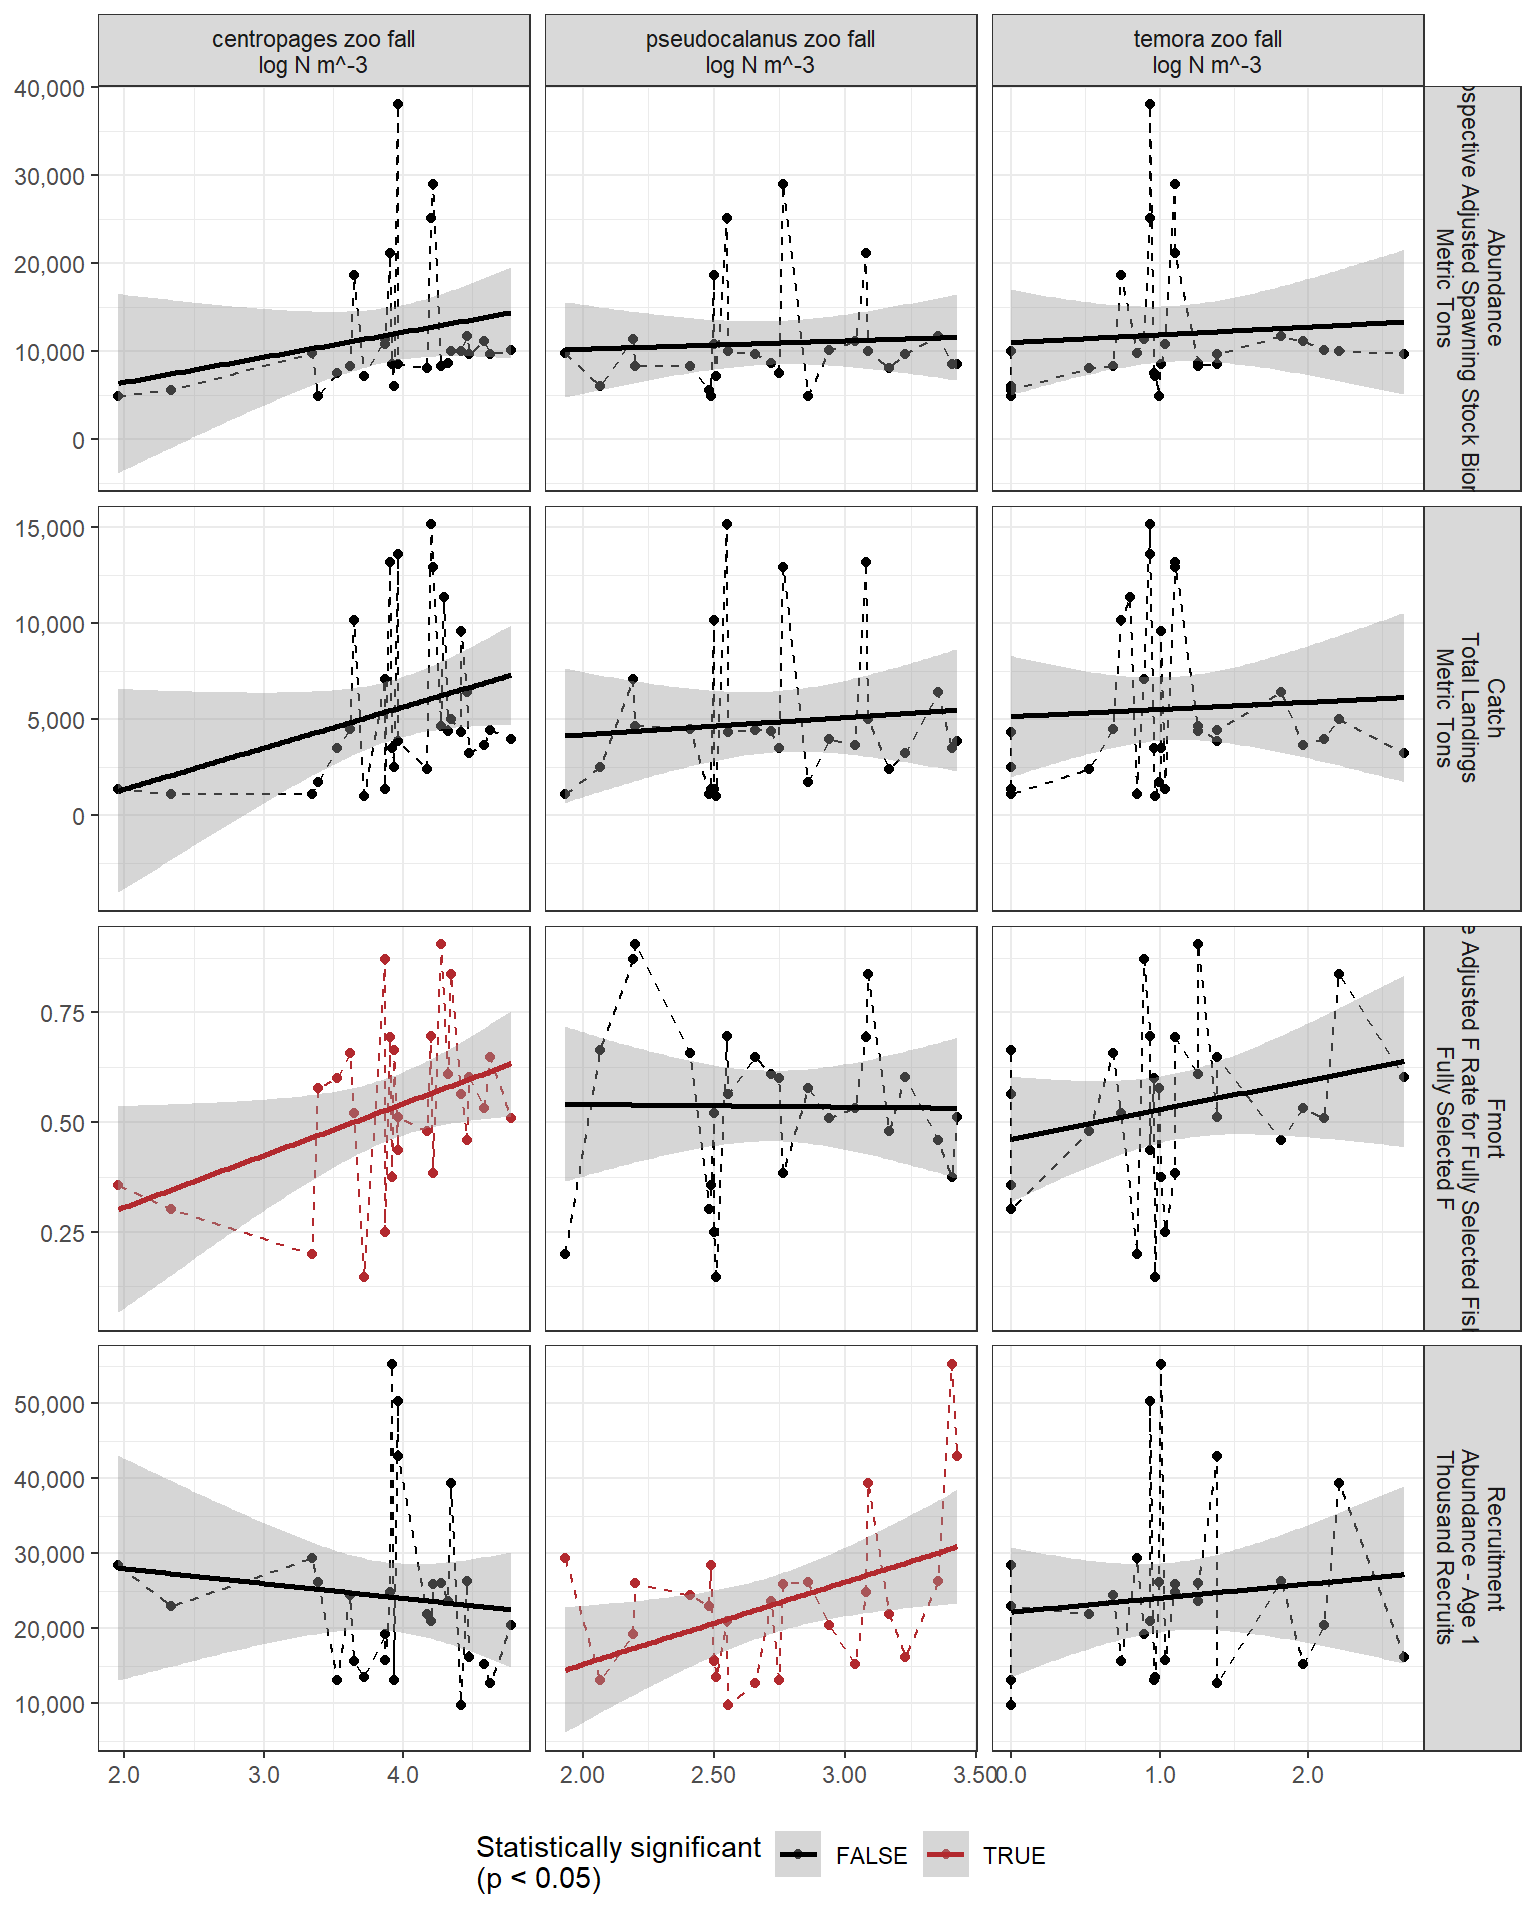 centropages zoo fall
log N m^-3
pseudocalanus zoo fall
log N m^-3
temora zoo fall
log N m^-3
40,000
30,000
20,000
10,000
0
Abundance
Adjusted Spawning Stock
Metric Tons
15,000
10,000
5,000
0
Catch
Total Landings
Metric Tons
0.75
0.50
0.25
Fmort
Adjusted F Rate for Fully Selected
Fully Selected F
50,000
40,000
30,000
20,000
10,000
Recruitment
Abundance - Age 1
Thousand Recruits
2.0 3.0 4.0
2.00 2.50 3.00 3.50
0.0 1.0 2.0
Statistically significant
(p < 0.05)
FALSE
TRUE